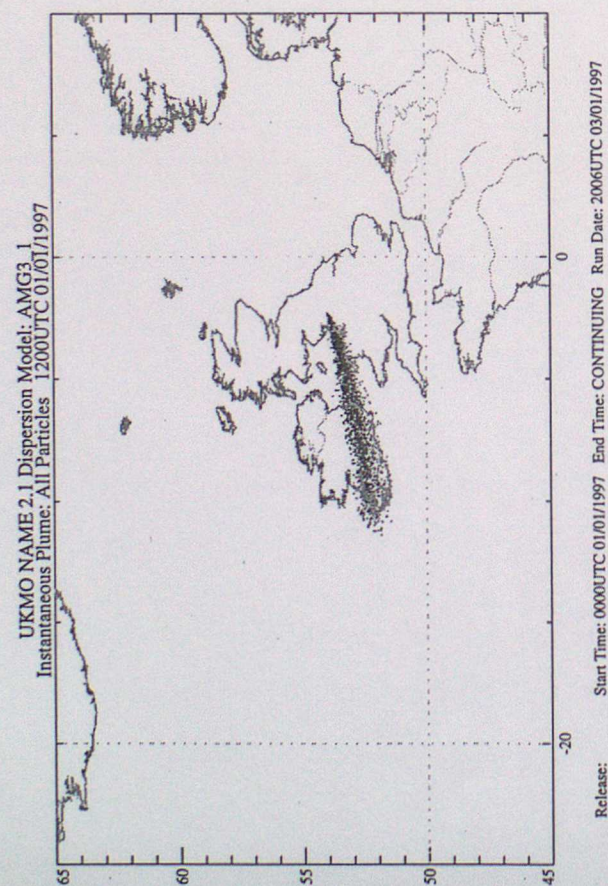 UKMO NAME 2.1 Dispersion Model: AMG3_1
Instantaneous Plume: All Particles 1200UTC 01/01/1997
65
60
55
50
45
-20
0
Release: Start Time: 0000UTC 01/01/1997 End Time: CONTINUING Run Date: 2006UTC 03/01/1997